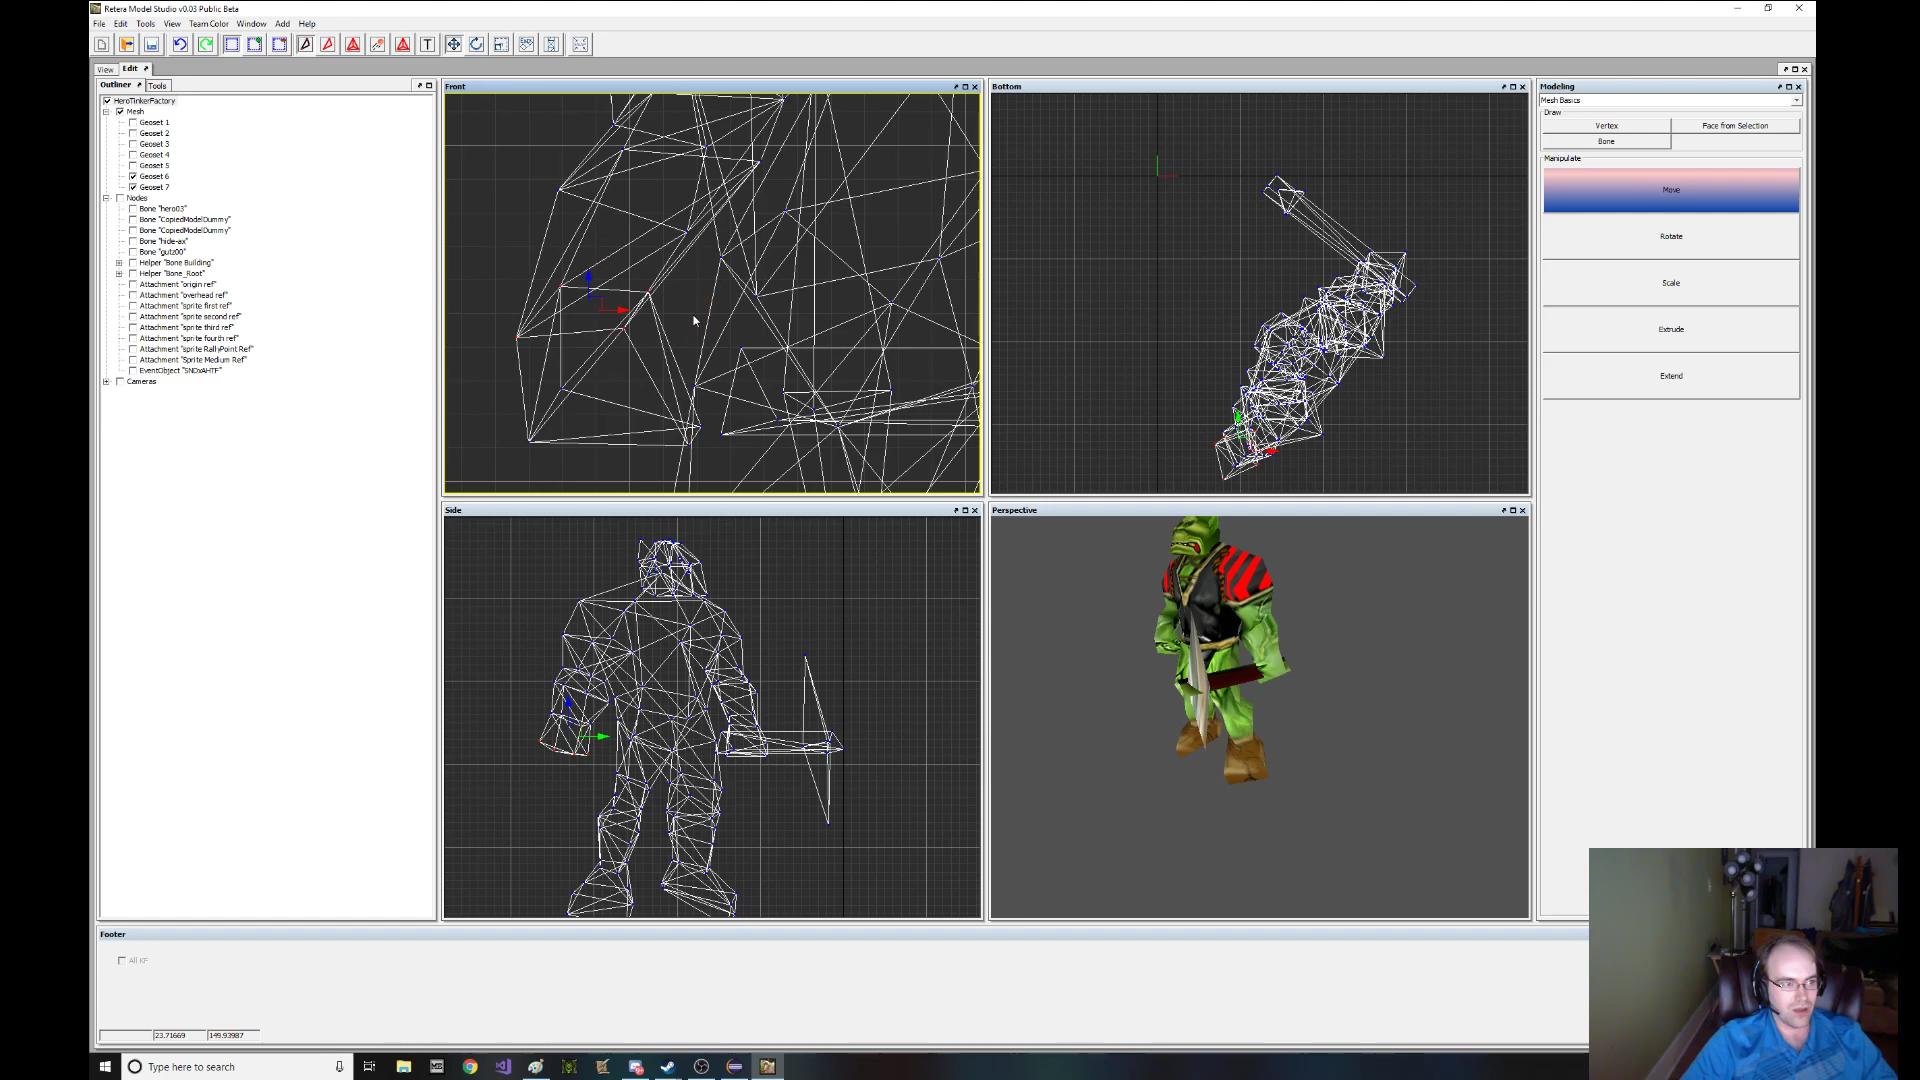 Retera Model Studio v0.03 Public Beta
File Edit Tools View Team Color Window Add Help
T
View Edit
Outliner Tools
HeroTinkerFactory
Mesh
Geoset 1
Geoset 2
Geoset 3
Geoset 4
Geoset 5
Geoset 6
Geoset 7
Nodes
Bone "hero03"
Bone "CopiedModelDummy"
Bone "CopiedModelDummy"
Bone "hide-ax"
Bone "gutz00"
Helper "Bone Building"
Helper "Bone_Root"
Attachment "origin ref"
Attachment "overhead ref"
Attachment "sprite first ref"
Attachment "sprite second ref"
Attachment "sprite third ref"
Attachment "sprite fourth ref"
Attachment "sprite RallyPoint Ref"
Attachment "Sprite Medium Ref"
EventObject "SNDxAHTF"
Cameras
Front
Bottom
Side
Perspective
Modeling
Mesh Basics
Draw
Vertex Face from Selection
Bone
Manipulate
Move
Rotate
Scale
Extrude
Extend
Footer
All KF
23.71669 149.93987
Type here to search